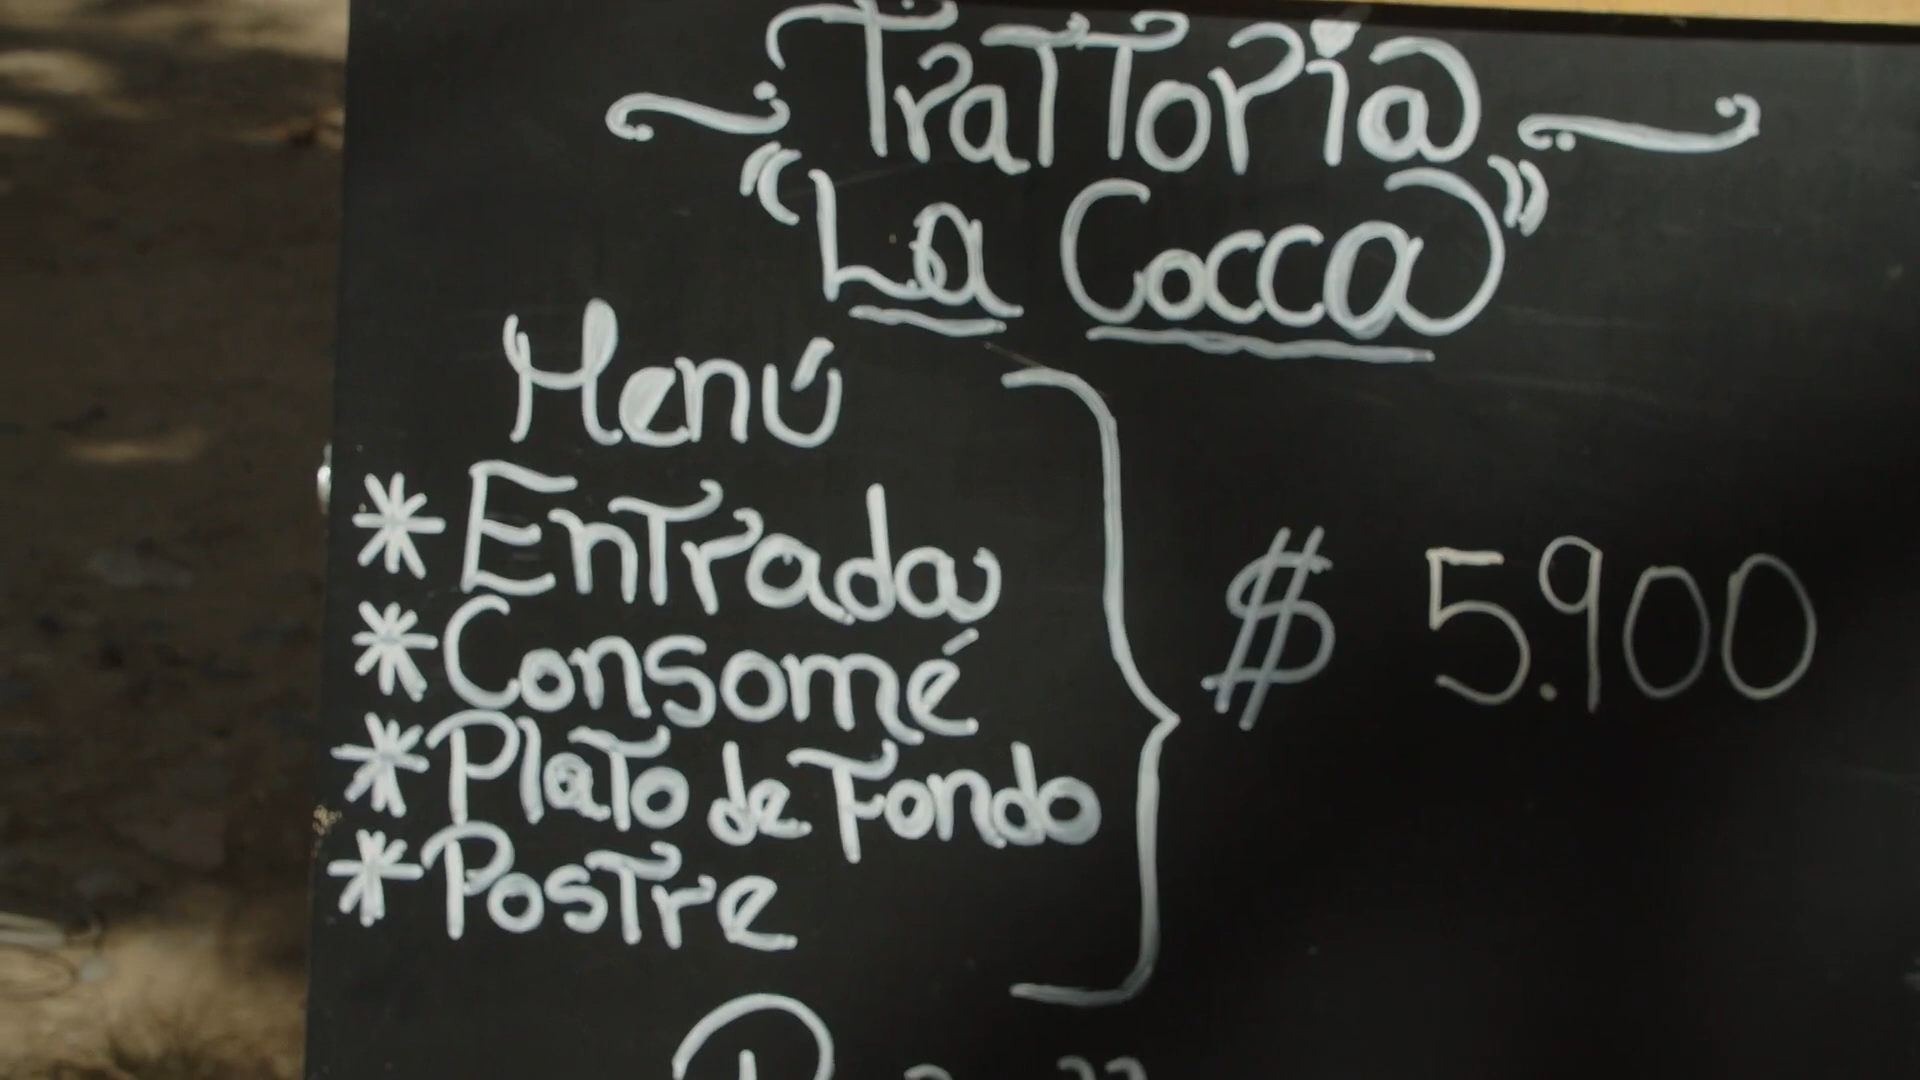 Trattoria
"La Cocca"
Menú
* Entrada
* Consomé
* Plato de Fondo
* Postre
$ 5.900